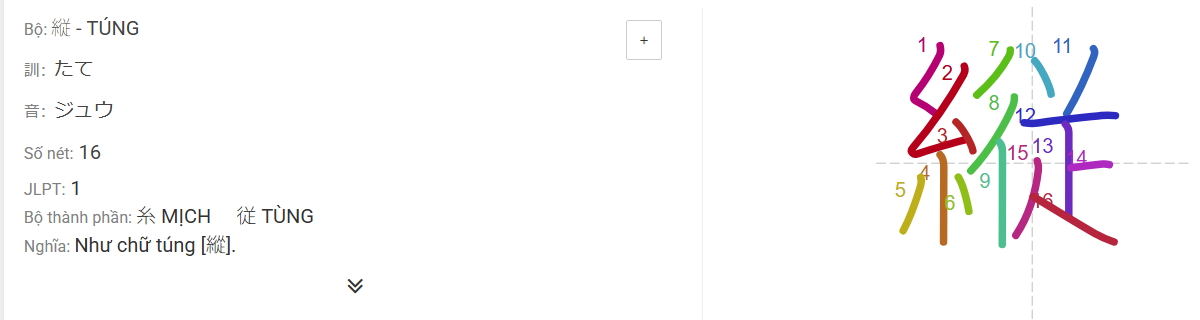 Bộ: 縦 - TÚNG
+
訓: たて
音: ジュウ
Số nét: 16
JLPT: 1
Bộ thành phần: 糸 MỊCH 従 TÙNG
Nghĩa: Như chữ túng [縱].
縦
1 2 3 4 5 6 7 8 9 10 11 12 13 14 15 16